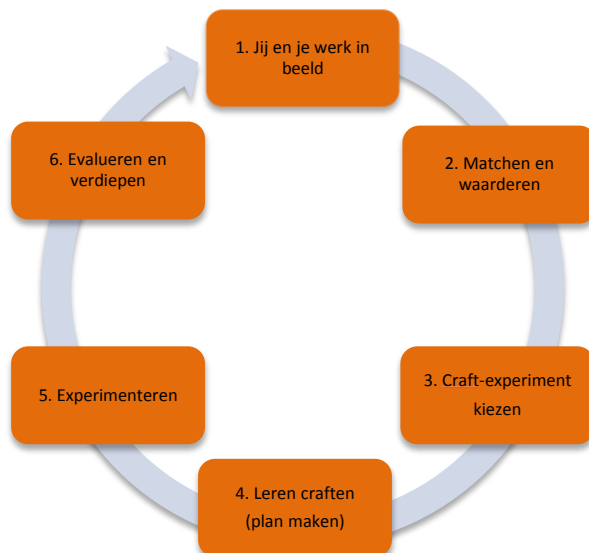 1. Jij en je werk in
beeld
2. Matchen en
waarderen
3. Craft-experiment
kiezen
4. Leren craften
(plan maken)
5. Experimenteren
6. Evalueren en
verdiepen